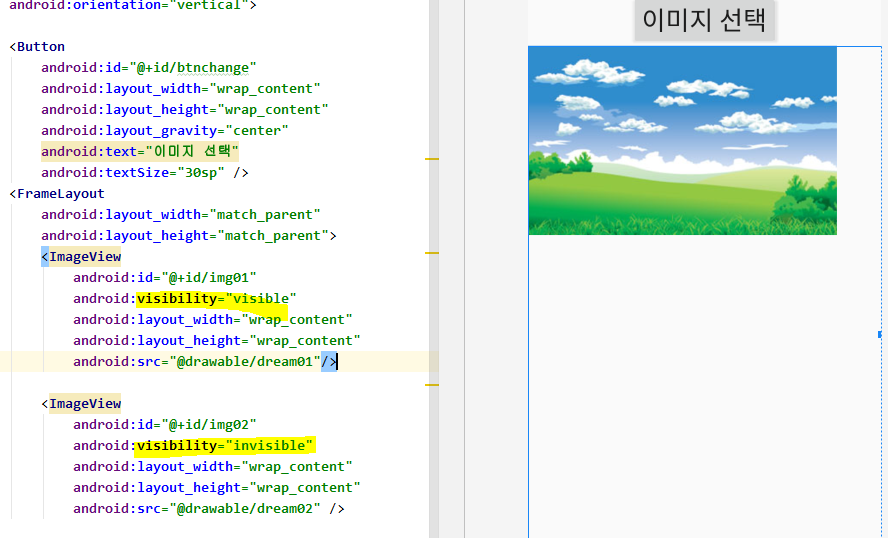 android:orientation="vertical">
<Button
android:id="@+id/btnchange"
android:layout_width="wrap_content"
android:layout_height="wrap_content"
android:layout_gravity="center"
android:text="이미지 선택"
android:textSize="30sp" />
<FrameLayout
android:layout_width="match_parent"
android:layout_height="match_parent">
<ImageView
android:id="@+id/img01"
android:visibility="visible"
android:layout_width="wrap_content"
android:layout_height="wrap_content"
android:src="@drawable/dream01"/>
<ImageView
android:id="@+id/img02"
android:visibility="invisible"
android:layout_width="wrap_content"
android:layout_height="wrap_content"
android:src="@drawable/dream02" />
이미지 선택